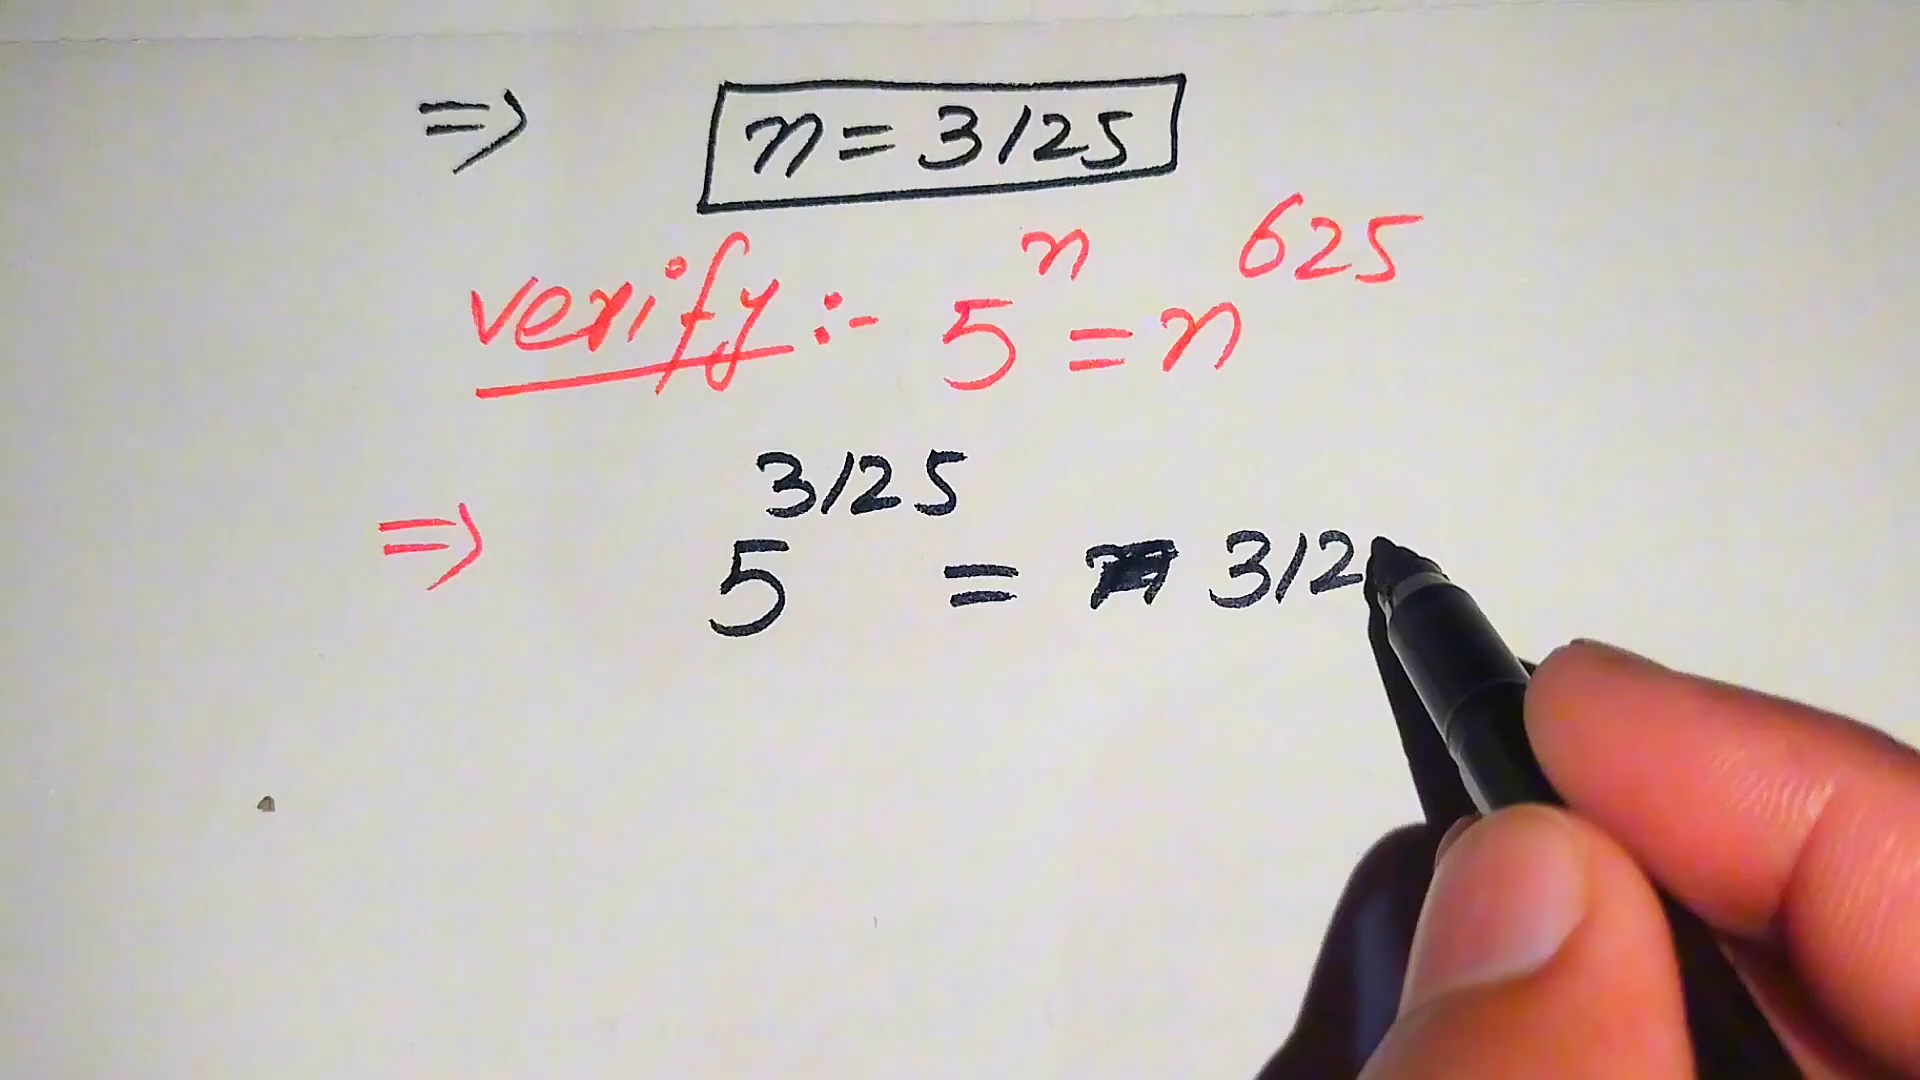 => n = 3125
verify :- 5^n = n^625
=> 5^3125 = 312